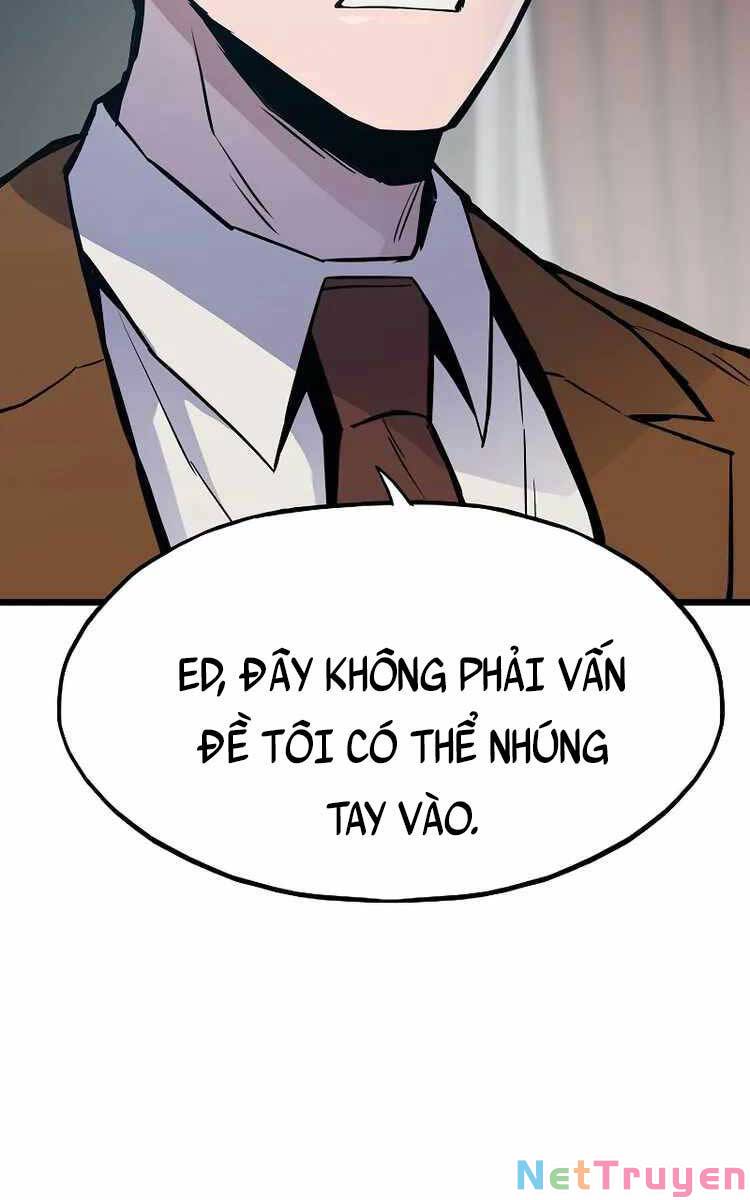 ED, ĐÂY KHÔNG PHẢI VẤN
ĐỀ TÔI CÓ THỂ NHÚNG
TAY VÀO.
NetTruyen